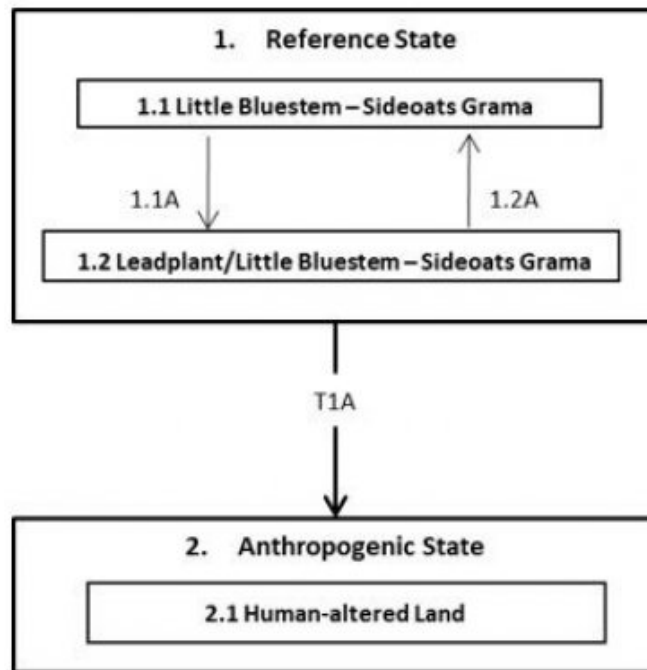 1. Reference State
1.1 Little Bluestem – Sideoats Grama
1.1A
1.2A
1.2 Leadplant/Little Bluestem – Sideoats Grama
T1A
2. Anthropogenic State
2.1 Human-altered Land